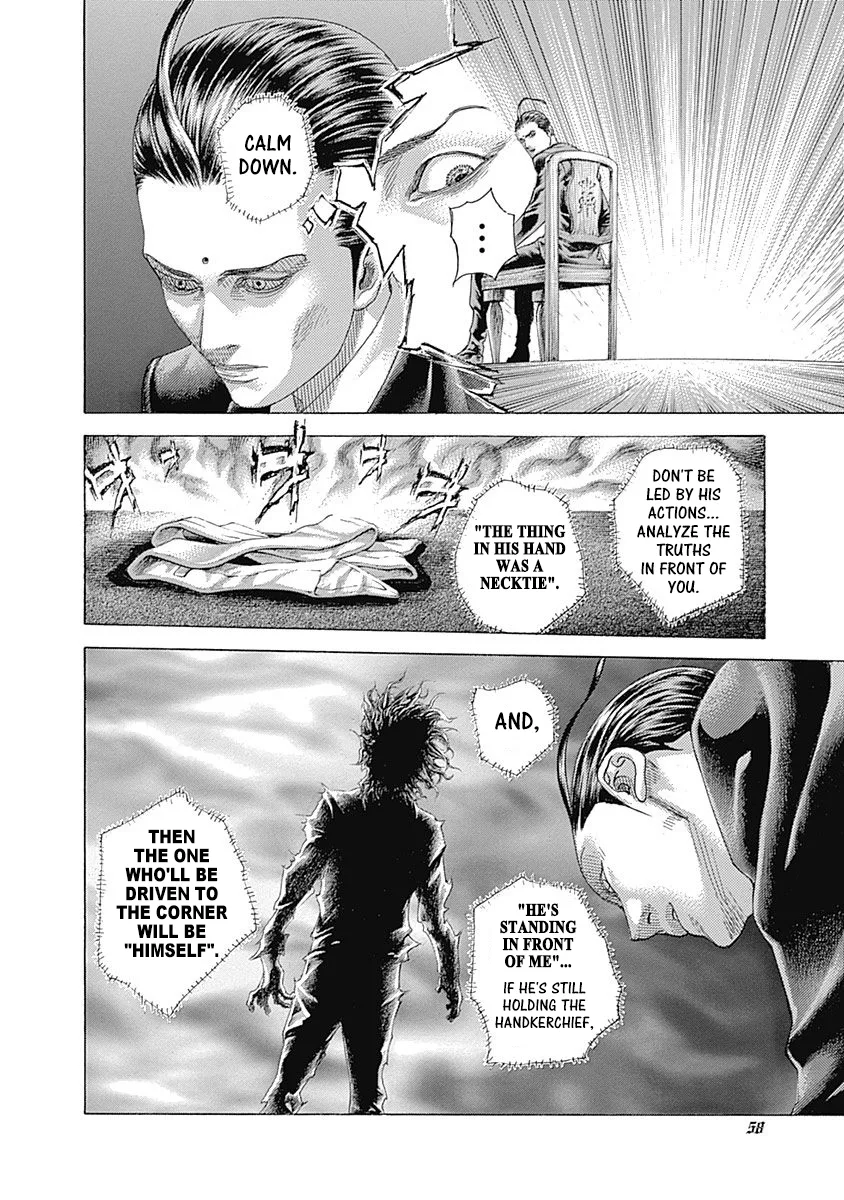 ...
CALM
DOWN.
DON'T BE
LED BY HIS
ACTIONS...
ANALYZE THE
TRUTHS
IN FRONT OF
YOU.
"THE THING
IN HIS HAND
WAS A
NECKTIE".
AND,
"HE'S
STANDING
IN FRONT
OF ME"...
IF HE'S STILL
HOLDING THE
HANDKERCHIEF,
THEN
THE ONE
WHO'LL BE
DRIVEN TO
THE CORNER
WILL BE
"HIMSELF".
58